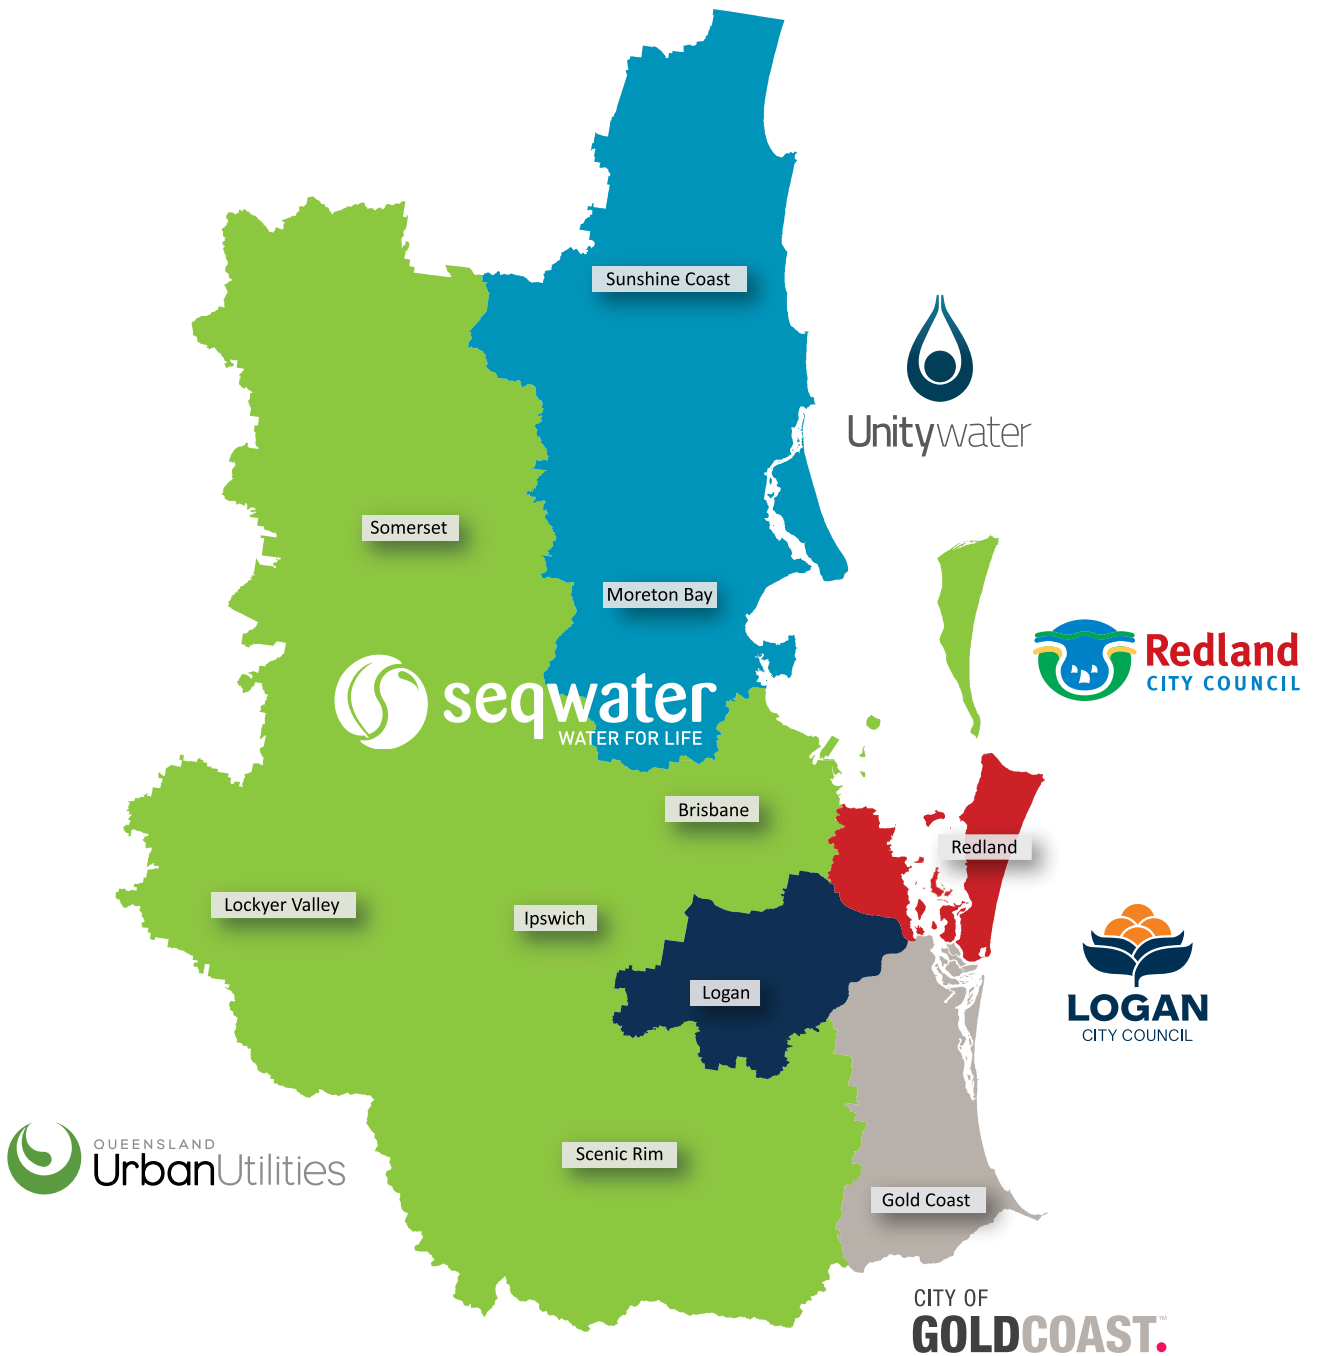 Sunshine Coast
Unitywater
Somerset
Moreton Bay
Redland
CITY COUNCIL
seqwater
WATER FOR LIFE
Brisbane
Redland
Lockyer Valley
Ipswich
Logan
LOGAN
CITY COUNCIL
QUEENSLAND
UrbanUtilities
Scenic Rim
Gold Coast
CITY OF
GOLDCOAST.™